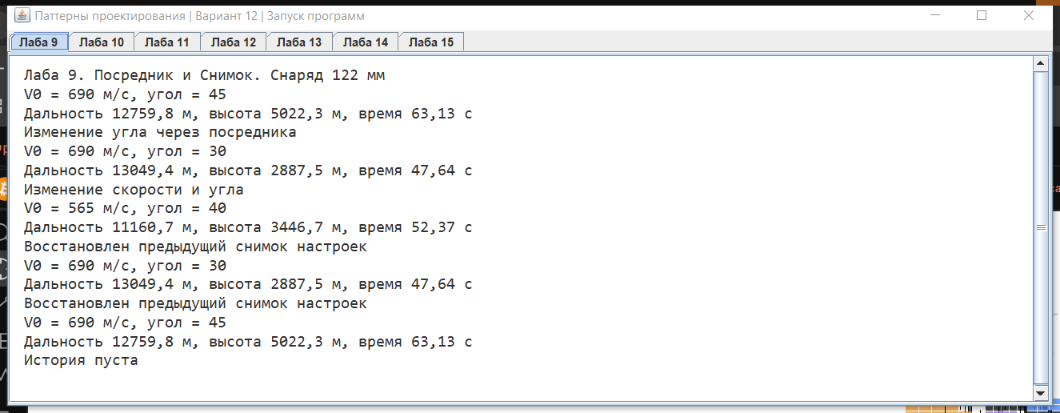 Паттерны проектирования | Вариант 12 | Запуск программ
Лаба 9 Лаба 10 Лаба 11 Лаба 12 Лаба 13 Лаба 14 Лаба 15
Лаба 9. Посредник и Снимок. Снаряд 122 мм
V0 = 690 м/с, угол = 45
Дальность 12759,8 м, высота 5022,3 м, время 63,13 с
Изменение угла через посредника
V0 = 690 м/с, угол = 30
Дальность 13049,4 м, высота 2887,5 м, время 47,64 с
Изменение скорости и угла
V0 = 565 м/с, угол = 40
Дальность 11160,7 м, высота 3446,7 м, время 52,37 с
Восстановлен предыдущий снимок настроек
V0 = 690 м/с, угол = 30
Дальность 13049,4 м, высота 2887,5 м, время 47,64 с
Восстановлен предыдущий снимок настроек
V0 = 690 м/с, угол = 45
Дальность 12759,8 м, высота 5022,3 м, время 63,13 с
История пуста